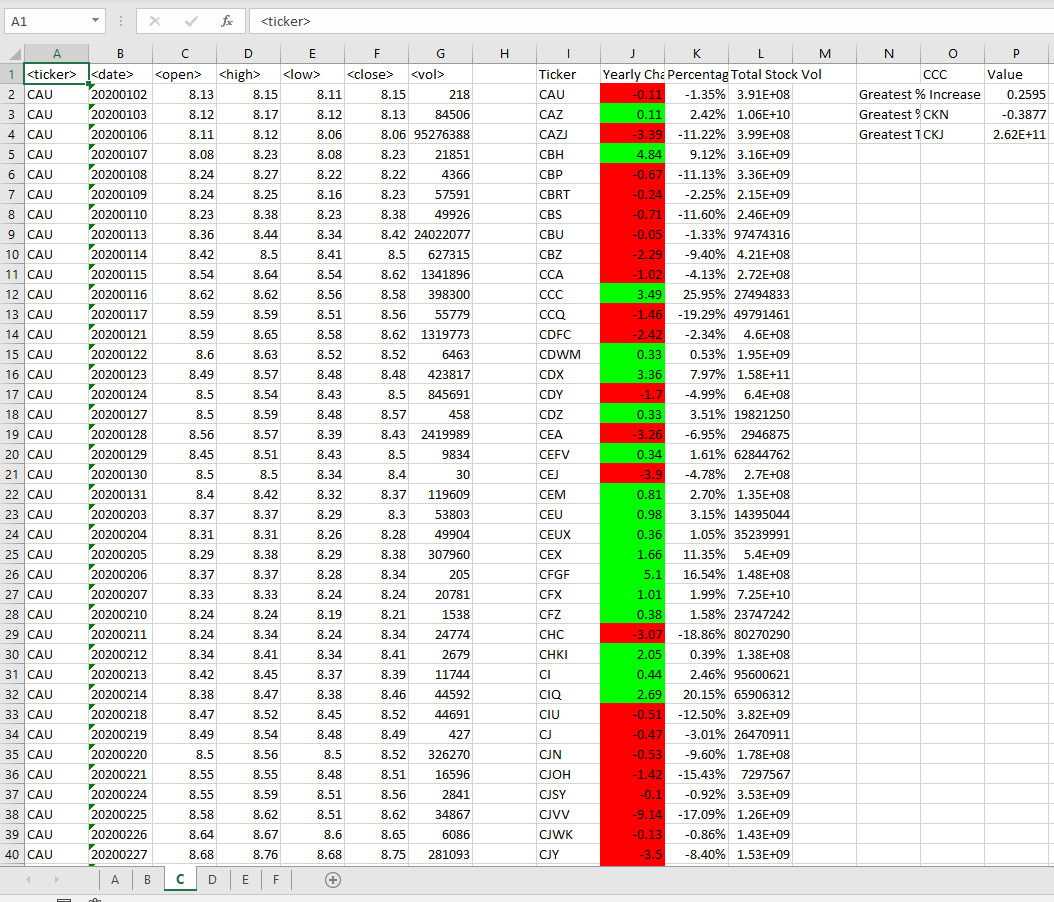 A1 fx <ticker>
A B C D E F G H I J K L M N O P
1 <ticker> <date> <open> <high> <low> <close> <vol> Ticker Yearly Cha Percentag Total Stock Vol CCC Value
2 CAU 20200102 8.13 8.15 8.11 8.15 218 CAU -0.11 -1.35% 3.91E+08 Greatest % Increase 0.2595
3 CAU 20200103 8.12 8.17 8.12 8.13 84506 CAZ 0.11 2.42% 1.06E+10 Greatest % CKN -0.3877
4 CAU 20200106 8.11 8.12 8.06 8.06 95276388 CAZJ -3.39 -11.22% 3.99E+08 Greatest T CKJ 2.62E+11
5 CAU 20200107 8.08 8.23 8.08 8.23 21851 CBH 4.84 9.12% 3.16E+09
6 CAU 20200108 8.24 8.27 8.22 8.22 4366 CBP -0.67 -11.13% 3.36E+09
7 CAU 20200109 8.24 8.25 8.16 8.23 57591 CBRT -0.24 -2.25% 2.15E+09
8 CAU 20200110 8.23 8.38 8.23 8.38 49926 CBS -0.71 -11.60% 2.46E+09
9 CAU 20200113 8.36 8.44 8.34 8.42 24022077 CBU -0.05 -1.33% 97474316
10 CAU 20200114 8.42 8.5 8.41 8.5 627315 CBZ -2.29 -9.40% 4.21E+08
11 CAU 20200115 8.54 8.64 8.54 8.62 1341896 CCA -1.02 -4.13% 2.72E+08
12 CAU 20200116 8.62 8.62 8.56 8.58 398300 CCC 3.49 25.95% 27494833
13 CAU 20200117 8.59 8.59 8.51 8.56 55779 CCQ -1.46 -19.29% 49791461
14 CAU 20200121 8.59 8.65 8.58 8.62 1319773 CDFC -2.42 -2.34% 4.6E+08
15 CAU 20200122 8.6 8.63 8.52 8.52 6463 CDWM 0.33 0.53% 1.95E+09
16 CAU 20200123 8.49 8.57 8.48 8.48 423817 CDX 3.36 7.97% 1.58E+11
17 CAU 20200124 8.5 8.54 8.43 8.5 845691 CDY -1.7 -4.99% 6.4E+08
18 CAU 20200127 8.5 8.59 8.48 8.57 458 CDZ 0.33 3.51% 19821250
19 CAU 20200128 8.56 8.57 8.39 8.43 2419989 CEA -3.26 -6.95% 2946875
20 CAU 20200129 8.45 8.51 8.43 8.5 9834 CEFV 0.34 1.61% 62844762
21 CAU 20200130 8.5 8.5 8.34 8.4 30 CEJ -3.9 -4.78% 2.7E+08
22 CAU 20200131 8.4 8.42 8.32 8.37 119609 CEM 0.81 2.70% 1.35E+08
23 CAU 20200203 8.37 8.37 8.29 8.3 53803 CEU 0.98 3.15% 14395044
24 CAU 20200204 8.31 8.31 8.26 8.28 49904 CEUX 0.36 1.05% 35239991
25 CAU 20200205 8.29 8.38 8.29 8.38 307960 CEX 1.66 11.35% 5.4E+09
26 CAU 20200206 8.37 8.37 8.28 8.34 205 CFGF 5.1 16.54% 1.48E+08
27 CAU 20200207 8.33 8.33 8.24 8.24 20781 CFX 1.01 1.99% 7.25E+10
28 CAU 20200210 8.24 8.24 8.19 8.21 1538 CFZ 0.38 1.58% 23747242
29 CAU 20200211 8.24 8.34 8.24 8.34 24774 CHC -3.07 -18.86% 80270290
30 CAU 20200212 8.34 8.41 8.34 8.41 2679 CHKI 2.05 0.39% 1.38E+08
31 CAU 20200213 8.42 8.45 8.37 8.39 11744 CI 0.44 2.46% 95600621
32 CAU 20200214 8.38 8.47 8.38 8.46 44592 CIQ 2.69 20.15% 65906312
33 CAU 20200218 8.47 8.52 8.45 8.52 44691 CIU -0.51 -12.50% 3.82E+09
34 CAU 20200219 8.49 8.54 8.48 8.49 427 CJ -0.47 -3.01% 26470911
35 CAU 20200220 8.5 8.56 8.5 8.52 326270 CJN -0.53 -9.60% 1.78E+08
36 CAU 20200221 8.55 8.55 8.48 8.51 16596 CJOH -1.42 -15.43% 7297567
37 CAU 20200224 8.55 8.59 8.51 8.56 2841 CJSY -0.1 -0.92% 3.53E+09
38 CAU 20200225 8.58 8.62 8.51 8.62 34867 CJVV -9.14 -17.09% 1.26E+09
39 CAU 20200226 8.64 8.67 8.6 8.65 6086 CJWK -0.13 -0.86% 1.43E+09
40 CAU 20200227 8.68 8.76 8.68 8.75 281093 CJY -3.5 -8.40% 1.53E+09
A B C D E F